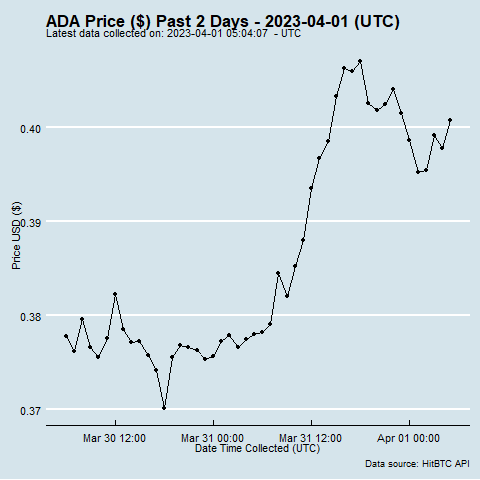 ADA Price ($) Past 2 Days - 2023-04-01 (UTC)
Latest data collected on: 2023-04-01 05:04:07  - UTC
0.40
0.39
0.38
0.37
Price USD ($)
Mar 30 12:00
Mar 31 00:00
Mar 31 12:00
Apr 01 00:00
Date Time Collected (UTC)
Data source: HitBTC API